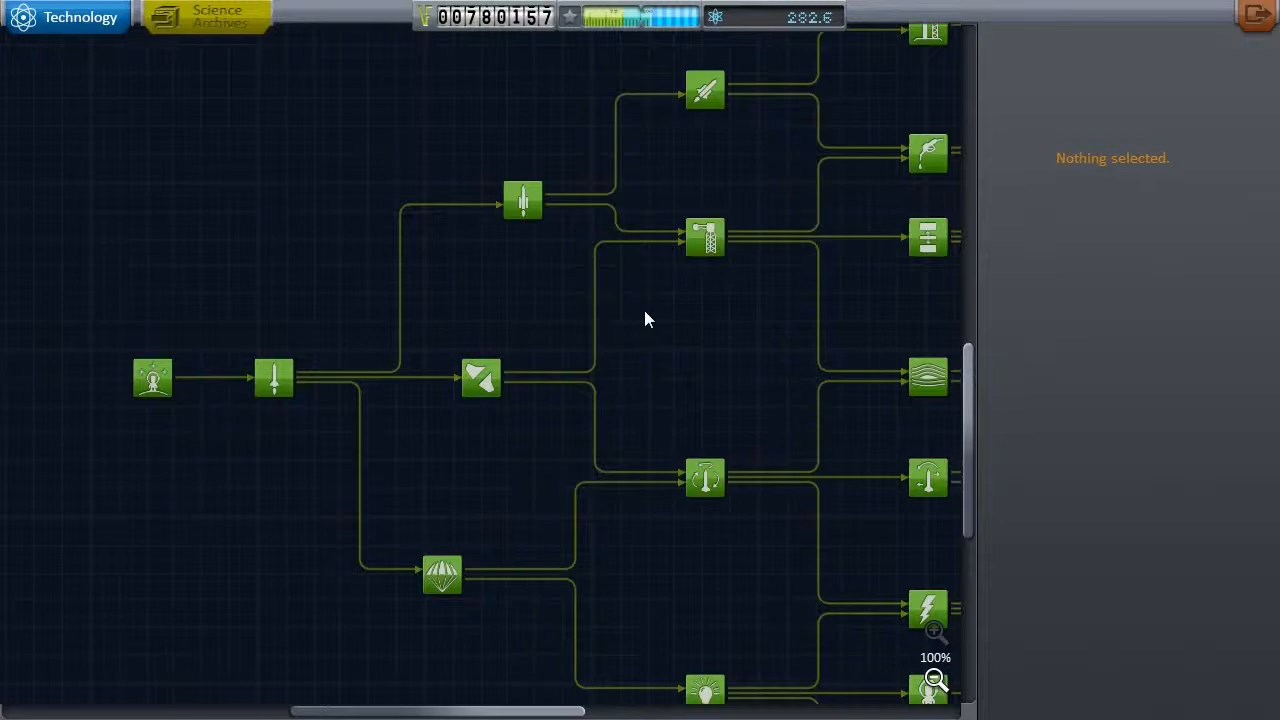 Technology
Science
Archives
00780157
282.6
Nothing selected.
100%